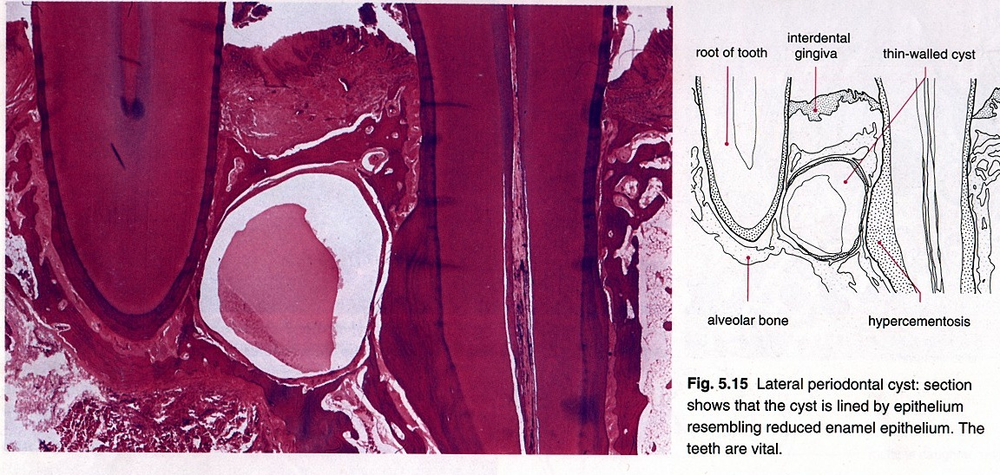 interdental
gingiva
root of tooth
thin-walled cyst
alveolar bone
hypercementosis
Fig. 5.15 Lateral periodontal cyst: section
shows that the cyst is lined by epithelium
resembling reduced enamel epithelium. The
teeth are vital.